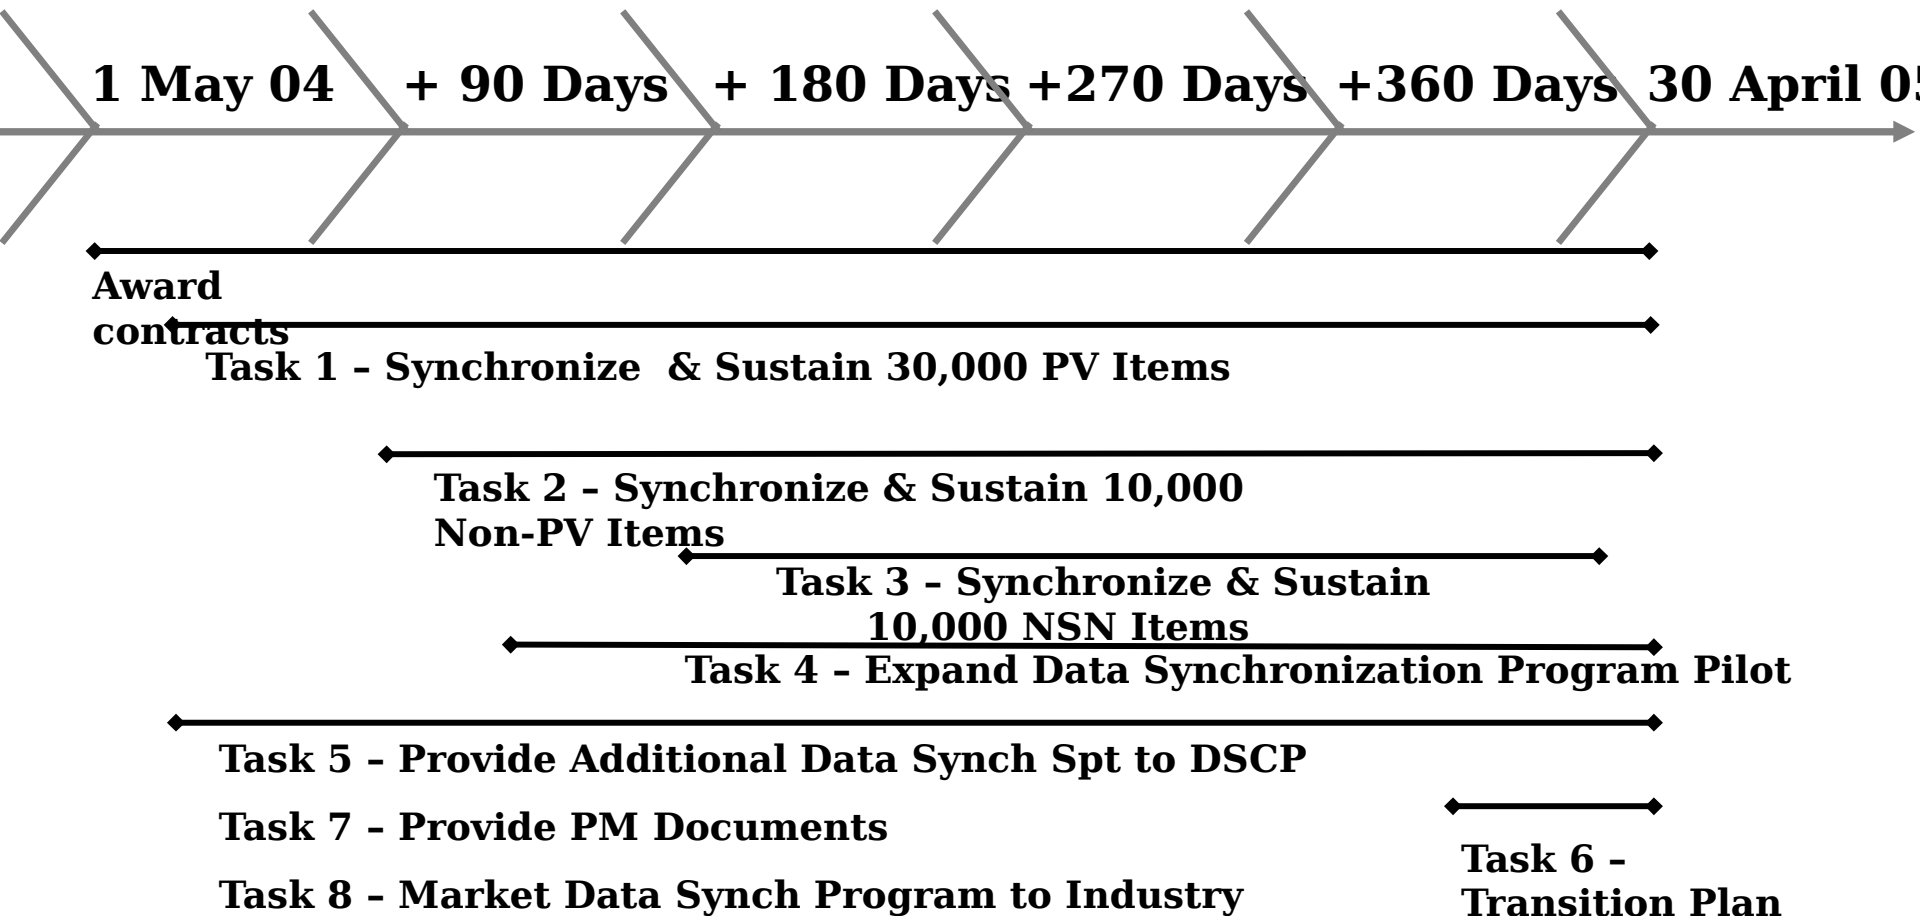 1 May 04 + 90 Days + 180 Days +270 Days +360 Days 30 April 05
Award
contracts
Task 1 – Synchronize & Sustain 30,000 PV Items
Task 2 – Synchronize & Sustain 10,000
Non-PV Items
Task 3 – Synchronize & Sustain
10,000 NSN Items
Task 4 – Expand Data Synchronization Program Pilot
Task 5 – Provide Additional Data Synch Spt to DSCP
Task 7 – Provide PM Documents
Task 6 –
Transition Plan
Task 8 – Market Data Synch Program to Industry